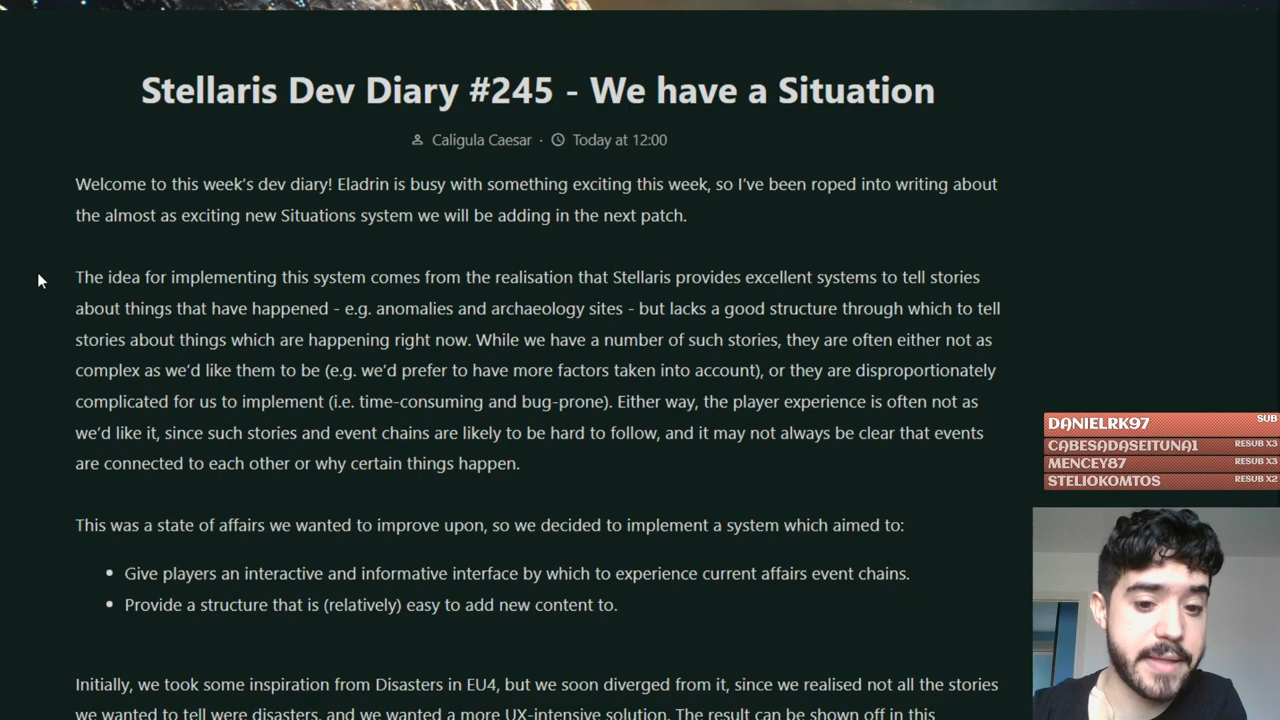 Stellaris Dev Diary #245 - We have a Situation
Caligula Caesar · Today at 12:00
Welcome to this week's dev diary! Eladrin is busy with something exciting this week, so I've been roped into writing about
the almost as exciting new Situations system we will be adding in the next patch.
The idea for implementing this system comes from the realisation that Stellaris provides excellent systems to tell stories
about things that have happened - e.g. anomalies and archaeology sites - but lacks a good structure through which to tell
stories about things which are happening right now. While we have a number of such stories, they are often either not as
complex as we'd like them to be (e.g. we'd prefer to have more factors taken into account), or they are disproportionately
complicated for us to implement (i.e. time-consuming and bug-prone). Either way, the player experience is often not as
we'd like it, since such stories and event chains are likely to be hard to follow, and it may not always be clear that events
are connected to each other or why certain things happen.
This was a state of affairs we wanted to improve upon, so we decided to implement a system which aimed to:
• Give players an interactive and informative interface by which to experience current affairs event chains.
• Provide a structure that is (relatively) easy to add new content to.
Initially, we took some inspiration from Disasters in EU4, but we soon diverged from it, since we realised not all the stories
we wanted to tell were disasters, and we wanted a more UX-intensive solution. The result can be shown off in this
DANIELRK97 SUB
CABESADASEITUNA1 RESUB X3
MENCEY87 RESUB X3
STELIOKOMTOS RESUB X2